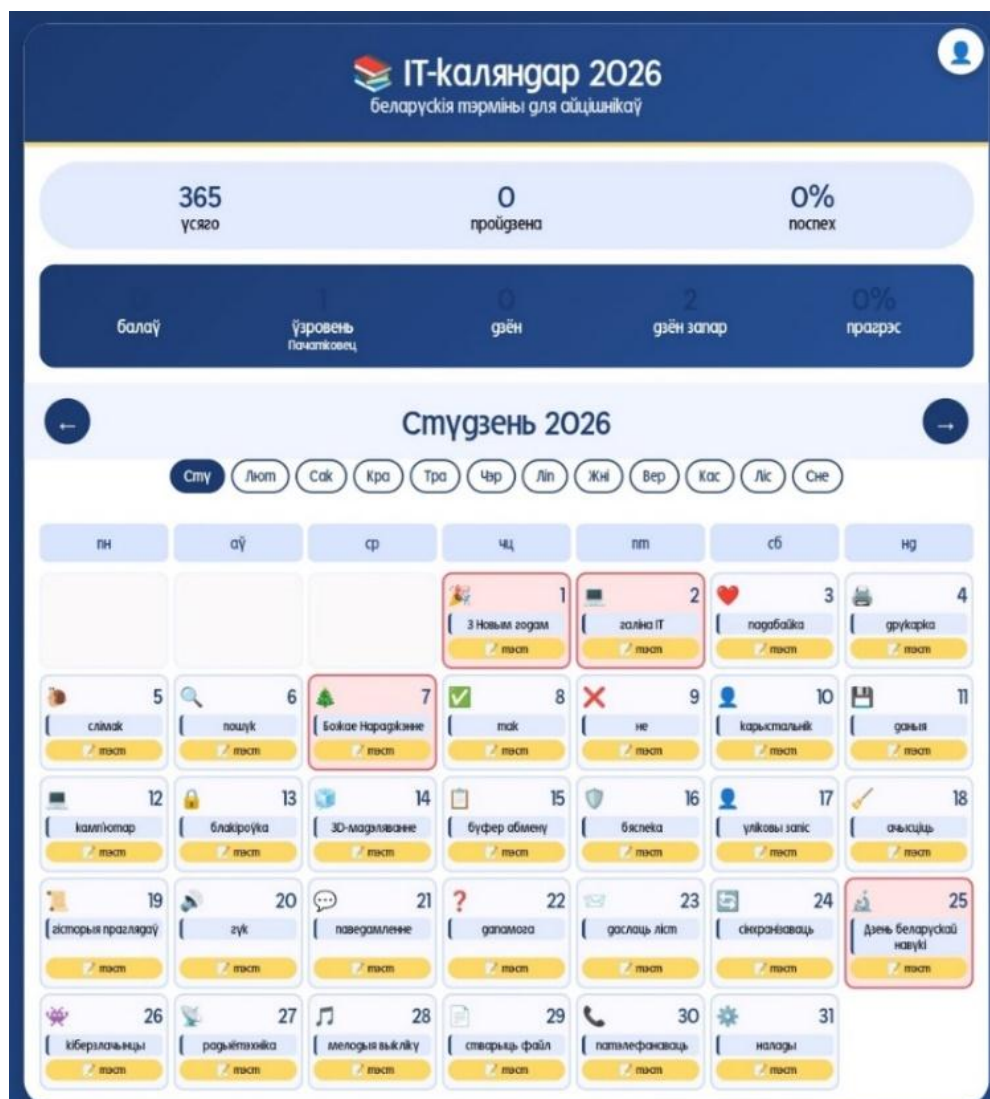 IT-каляндар 2026
беларускія тэрміны для айцішнікаў
365 0 0%
усяго пройдзена поспех
1 0 2 0%
балаў ўзровень дзён дзён запар прагрэс
Пачатковец
← Студзень 2026 →
Сту Лют Сак Кра Тра Чэр Ліп Жні Вер Кас Ліс Сне
пн аў ср чц пт сб нд
1 2 3 4
З Новым годам галіна IT падабайка друкарка
тэст тэст тэст тэст
5 6 7 8 9 10 11
слімак пошук Божае Нараджэнне так не карыстальнік даныя
тэст тэст тэст тэст тэст тэст тэст
12 13 14 15 16 17 18
камп'ютар блакіроўка 3D-мадэляванне буфер абмену бяспека уліковы запіс ачысціць
тэст тэст тэст тэст тэст тэст тэст
19 20 21 22 23 24 25
гісторыя праглядаў гук паведамленне дапамога даслаць ліст сінхранізаваць Дзень беларускай
навукі
тэст тэст тэст тэст тэст тэст тэст
26 27 28 29 30 31
кіберзлачынцы радыётэхніка мелодыя выкліку стварыць файл патэлефанаваць налады
тэст тэст тэст тэст тэст тэст